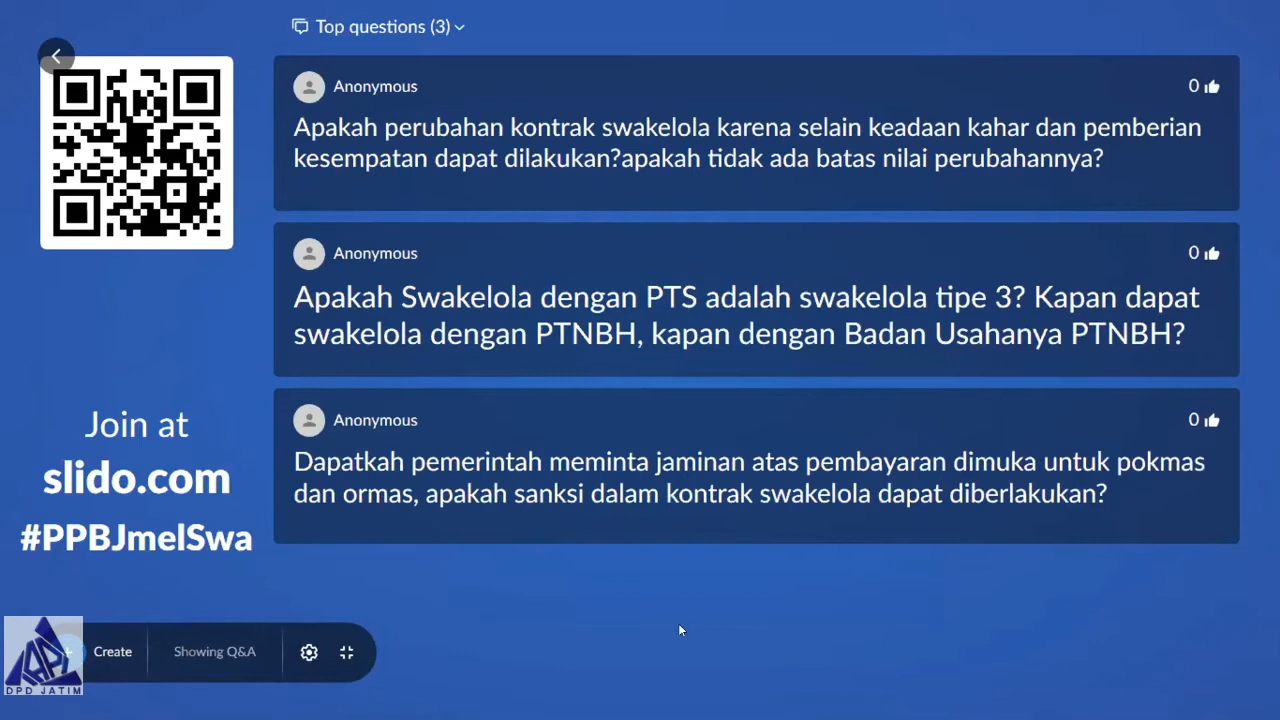 Top questions (3)
Anonymous
0
Apakah perubahan kontrak swakelola karena selain keadaan kahar dan pemberian
kesempatan dapat dilakukan?apakah tidak ada batas nilai perubahannya?
Anonymous
0
Apakah Swakelola dengan PTS adalah swakelola tipe 3? Kapan dapat
swakelola dengan PTNBH, kapan dengan Badan Usahanya PTNBH?
Anonymous
0
Dapatkah pemerintah meminta jaminan atas pembayaran dimuka untuk pokmas
dan ormas, apakah sanksi dalam kontrak swakelola dapat diberlakukan?
Join at
slido.com
#PPBJmelSwa
Create
Showing Q&A
DPD JATIM